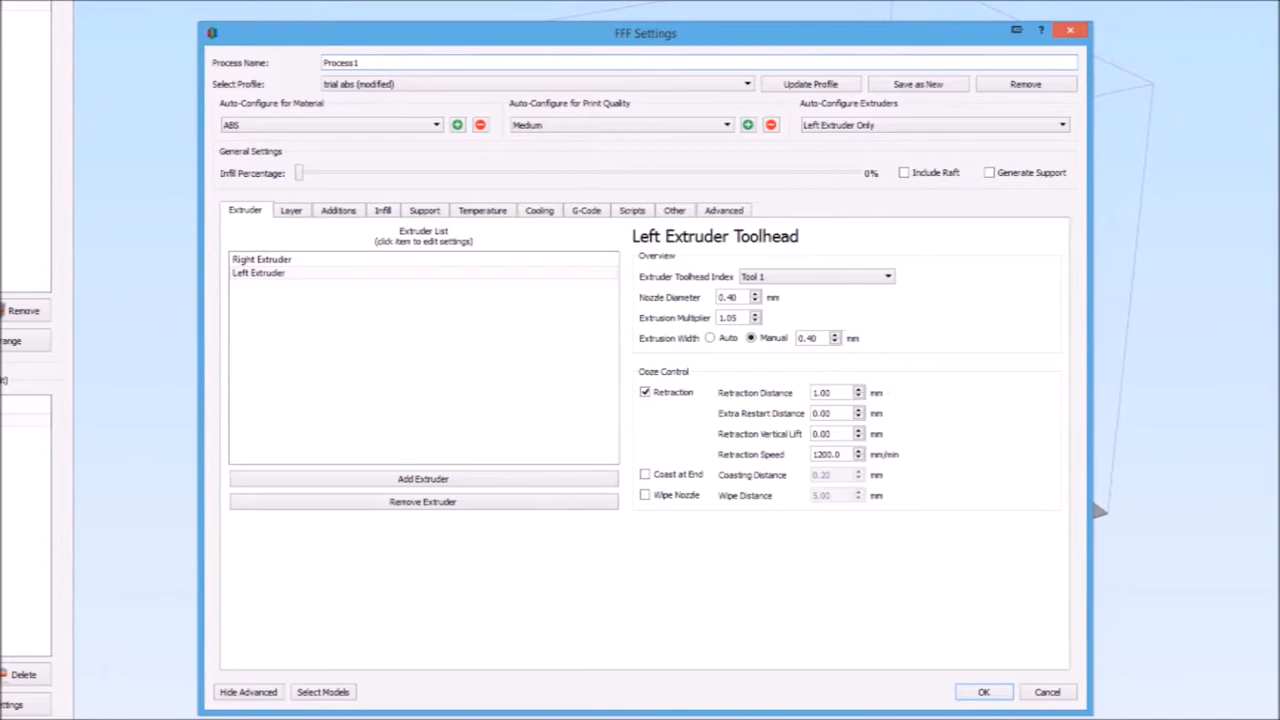 FFF Settings
?
Process Name: Process1
Select Profile: trial abs (modified) Update Profile Save as New Remove
Auto-Configure for Material Auto-Configure for Print Quality Auto-Configure Extruders
ABS Medium Left Extruder Only
General Settings
Infill Percentage: 0% Include Raft Generate Support
Extruder Layer Additions Infill Support Temperature Cooling G-Code Scripts Other Advanced
Extruder List
(click item to edit settings)
Right Extruder
Left Extruder
Add Extruder
Remove Extruder
Left Extruder Toolhead
Overview
Extruder Toolhead Index Tool 1
Nozzle Diameter 0.40 mm
Extrusion Multiplier 1.05
Extrusion Width Auto Manual 0.40 mm
Ooze Control
Retraction Retraction Distance 1.00 mm
Extra Restart Distance 0.00 mm
Retraction Vertical Lift 0.00 mm
Retraction Speed 1200.0 mm/min
Coast at End Coasting Distance 0.20 mm
Wipe Nozzle Wipe Distance 5.00 mm
Hide Advanced Select Models OK Cancel
Remove
range
t)
Delete
ettings